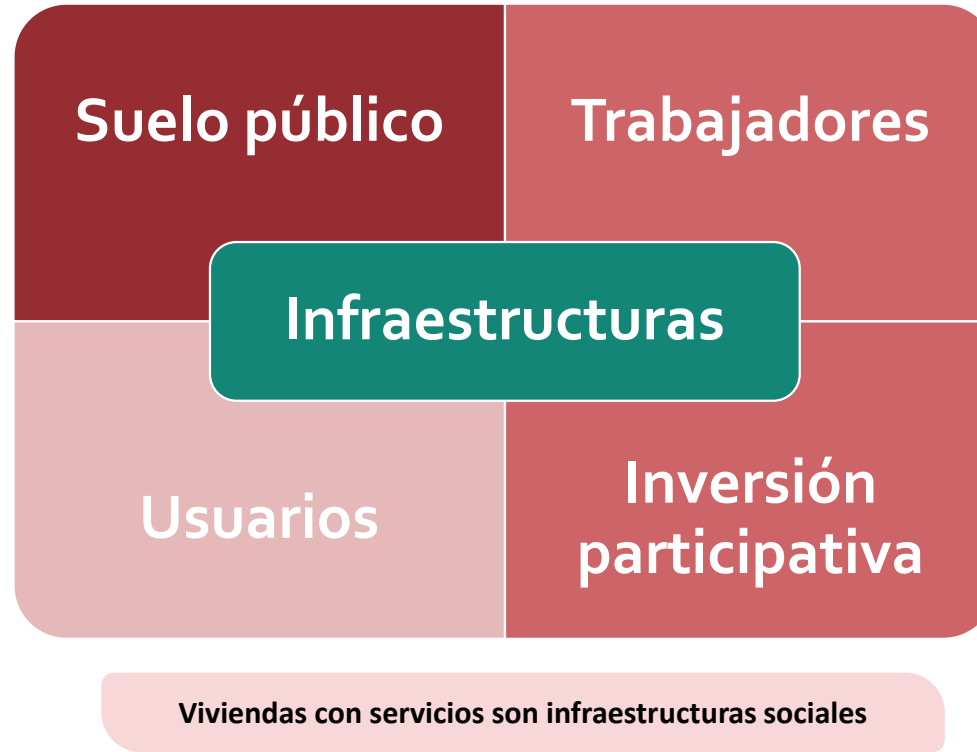 Suelo público
Trabajadores
Infraestructuras
Usuarios
Inversión
participativa
Viviendas con servicios son infraestructuras sociales